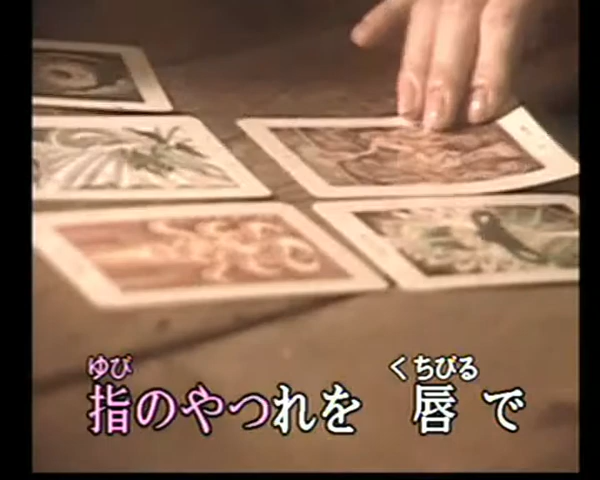 ゆび くちびる
指のやつれを 唇で